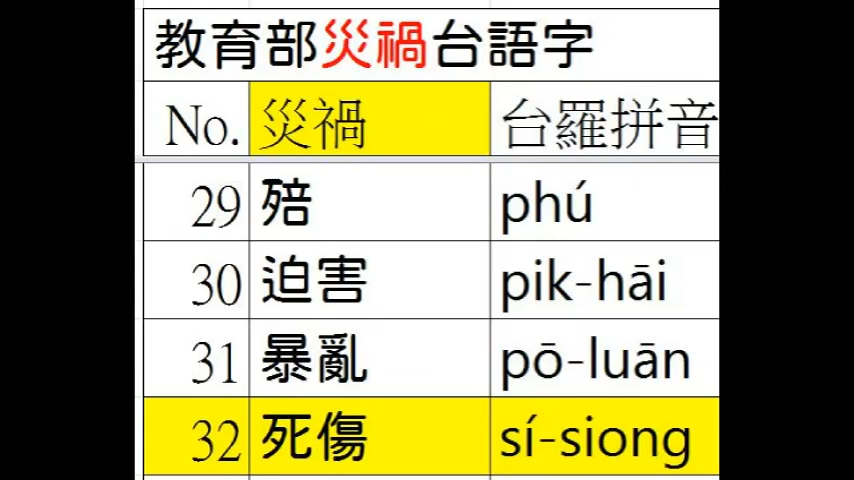 教育部災禍台語字
No. 災禍 台羅拼音
29 殕 phú
30 迫害 pik-hāi
31 暴亂 pō-luān
32 死傷 sí-siong